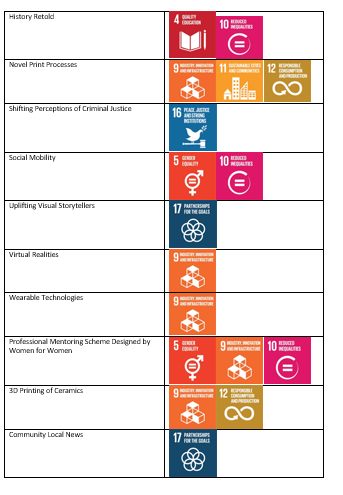 History Retold
4 QUALITY
EDUCATION
10 REDUCED
INEQUALITIES
Novel Print Processes
9 INDUSTRY, INNOVATION
AND INFRASTRUCTURE
11 SUSTAINABLE CITIES
AND COMMUNITIES
12 RESPONSIBLE
CONSUMPTION
AND PRODUCTION
Shifting Perceptions of Criminal Justice
16 PEACE, JUSTICE
AND STRONG
INSTITUTIONS
Social Mobility
5 GENDER
EQUALITY
10 REDUCED
INEQUALITIES
Uplifting Visual Storytellers
17 PARTNERSHIPS
FOR THE GOALS
Virtual Realities
9 INDUSTRY, INNOVATION
AND INFRASTRUCTURE
Wearable Technologies
9 INDUSTRY, INNOVATION
AND INFRASTRUCTURE
Professional Mentoring Scheme Designed by
Women for Women
5 GENDER
EQUALITY
9 INDUSTRY, INNOVATION
AND INFRASTRUCTURE
10 REDUCED
INEQUALITIES
3D Printing of Ceramics
9 INDUSTRY, INNOVATION
AND INFRASTRUCTURE
12 RESPONSIBLE
CONSUMPTION
AND PRODUCTION
Community Local News
17 PARTNERSHIPS
FOR THE GOALS